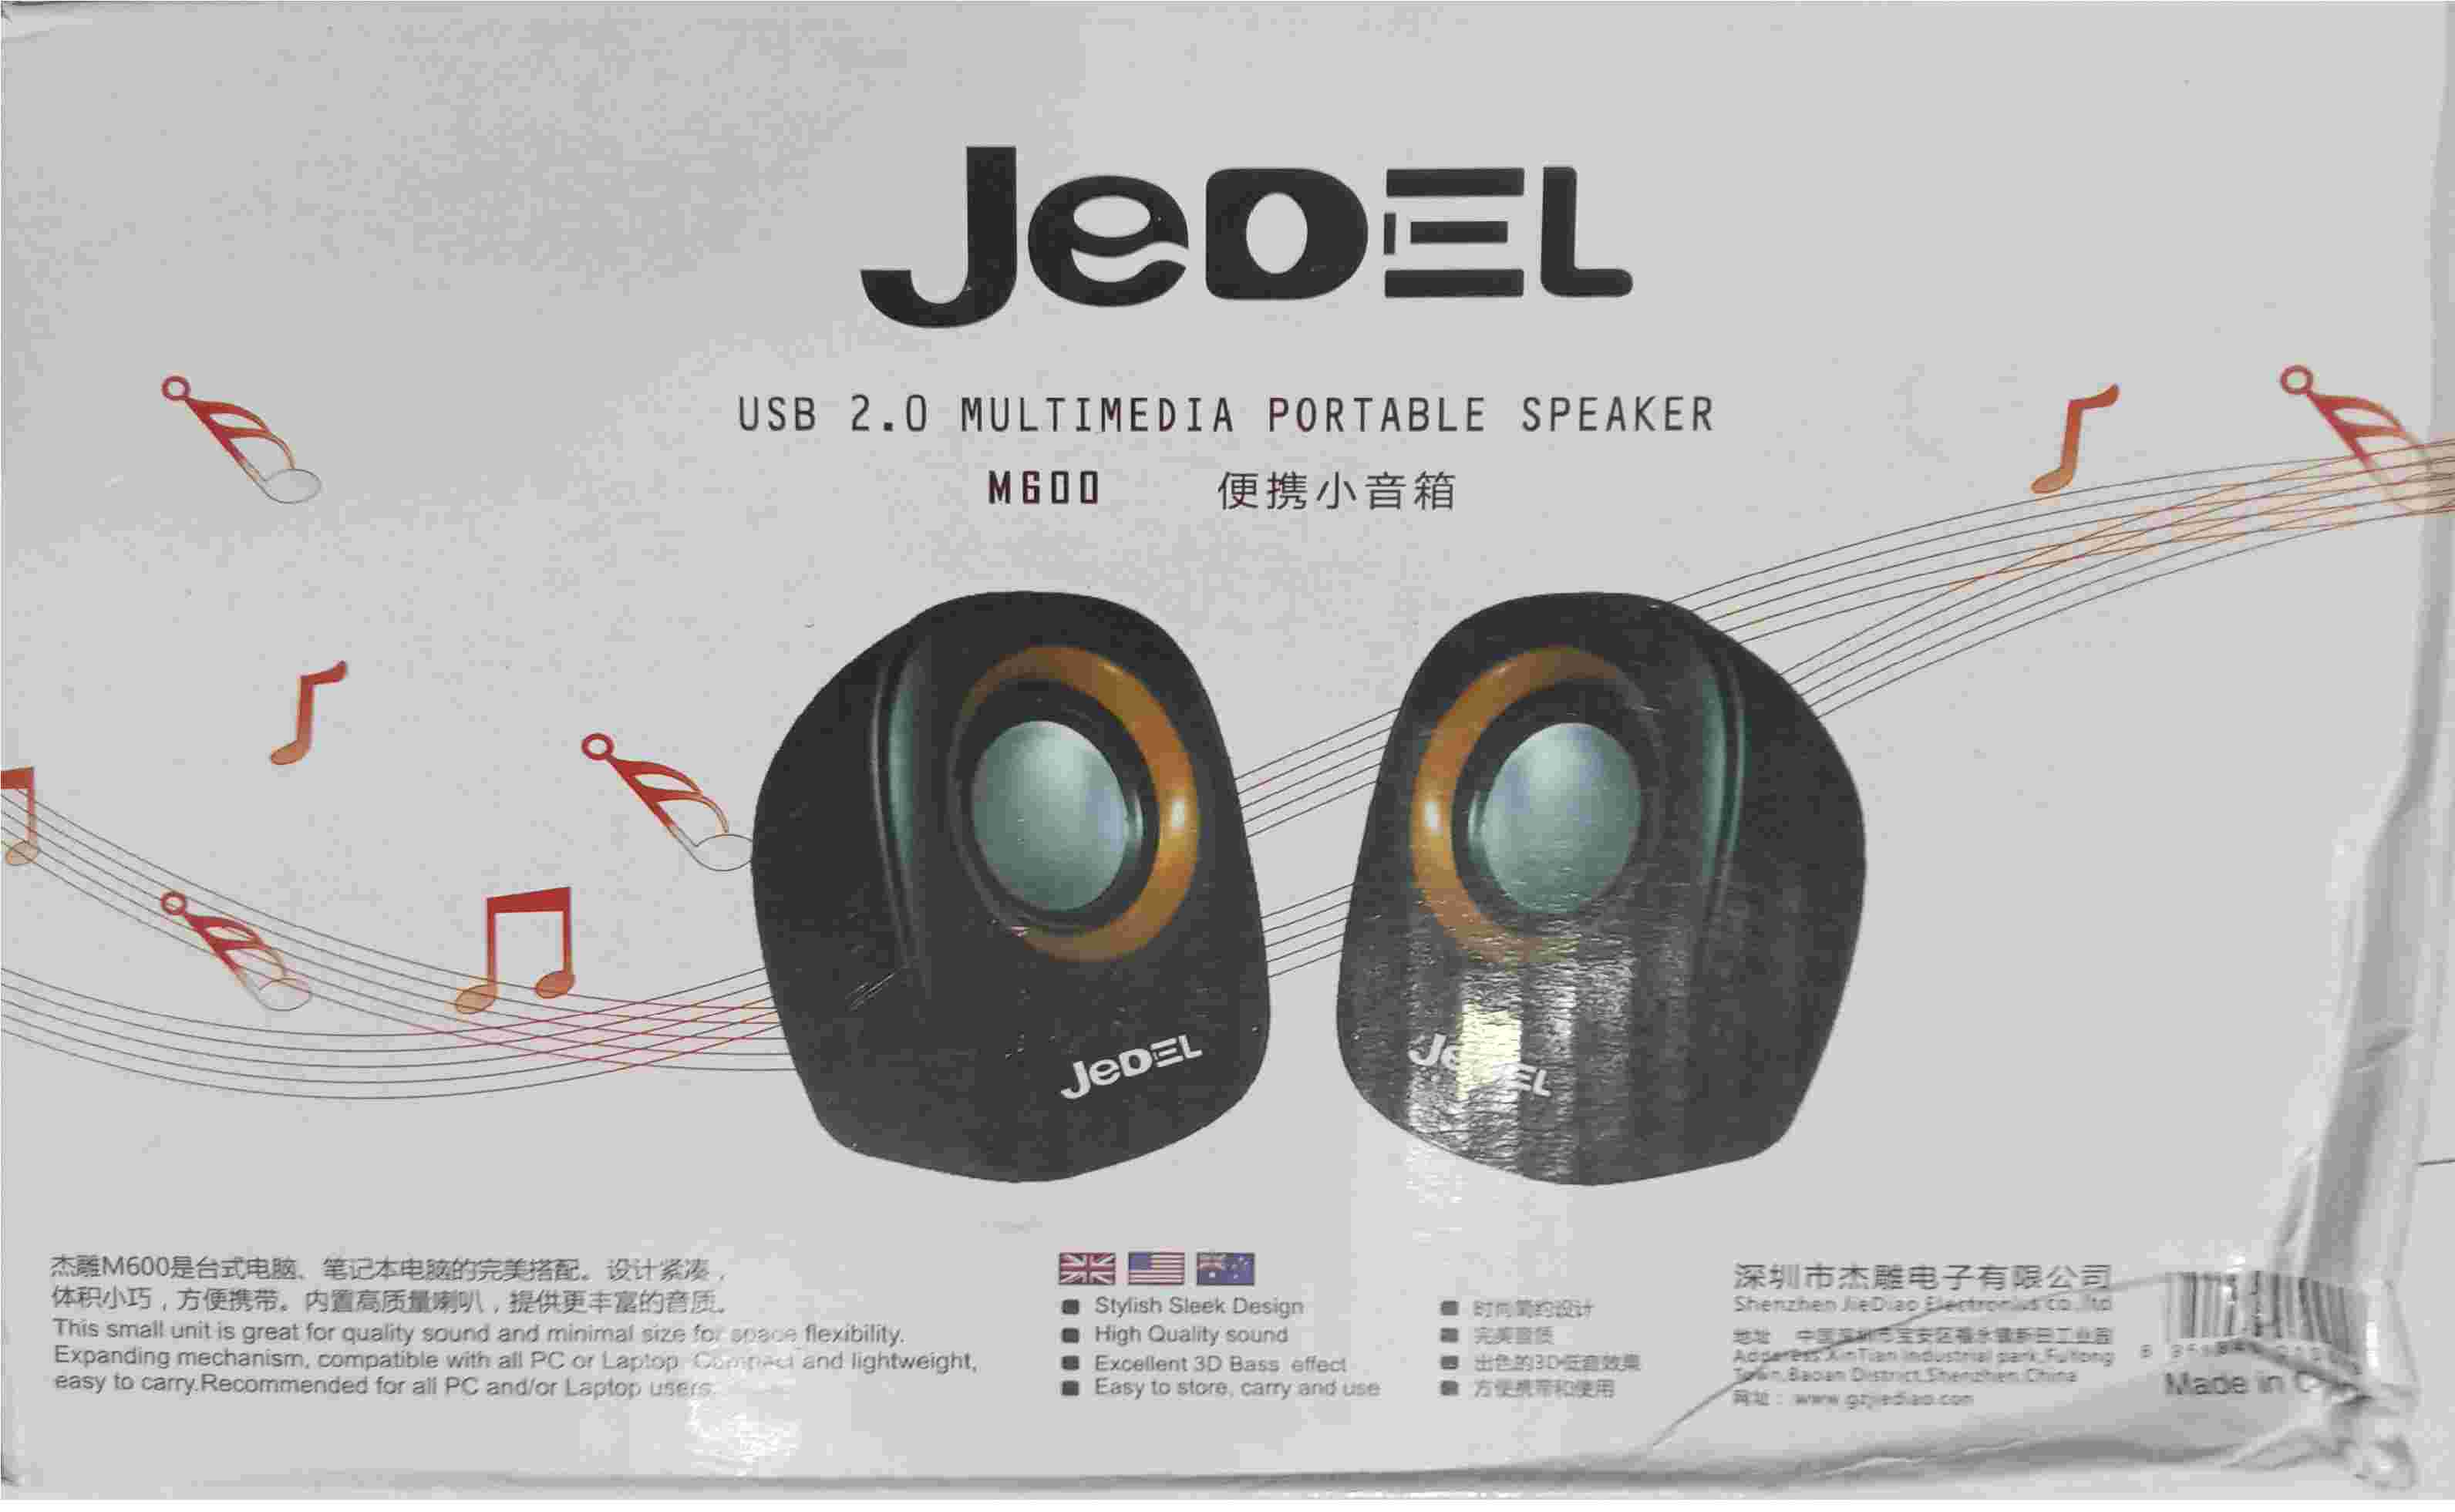 JeDEL
USB 2.0 MULTIMEDIA PORTABLE SPEAKER
M600 便携小音箱
JeDEL
JeDEL
杰雕M600是台式电脑、笔记本电脑的完美搭配。设计紧凑，
体积小巧，方便携带。内置高质量喇叭，提供更丰富的音质。
This small unit is great for quality sound and minimal size for space flexibility.
Expanding mechanism, compatible with all PC or Laptop. Compact and lightweight,
easy to carry.Recommended for all PC and/or Laptop users.
Stylish Sleek Design
High Quality sound
Excellent 3D Bass effect
Easy to store, carry and use
时尚简约设计
完美音质
出色的3D低音效果
方便携带和使用
深圳市杰雕电子有限公司
Shenzhen JieDiao Electronics co.,ltd
地址 中国深圳市宝安区福永镇新田工业园
XinTian Industrial park,
Town,Baoan District,Shenzhen,China
网址： www.gzjiediao.com
Made in